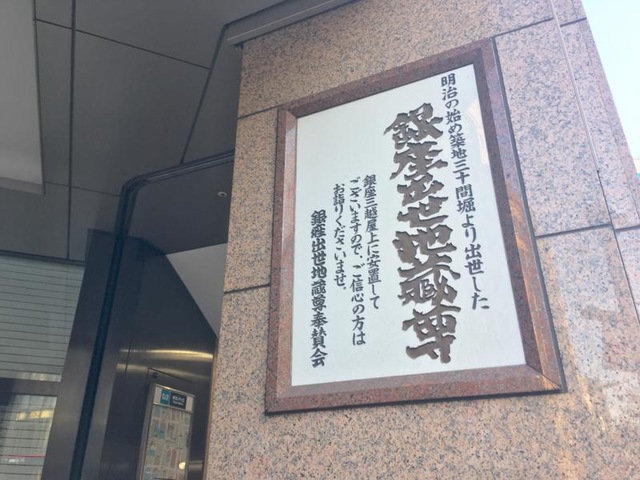 明治の始め築地三十間堀より出世した
銀座出世地蔵尊
銀座三越屋上に安置して
ございますので、ご信心の方は
お詣りくださいませ。
銀座出世地蔵尊奉賛会